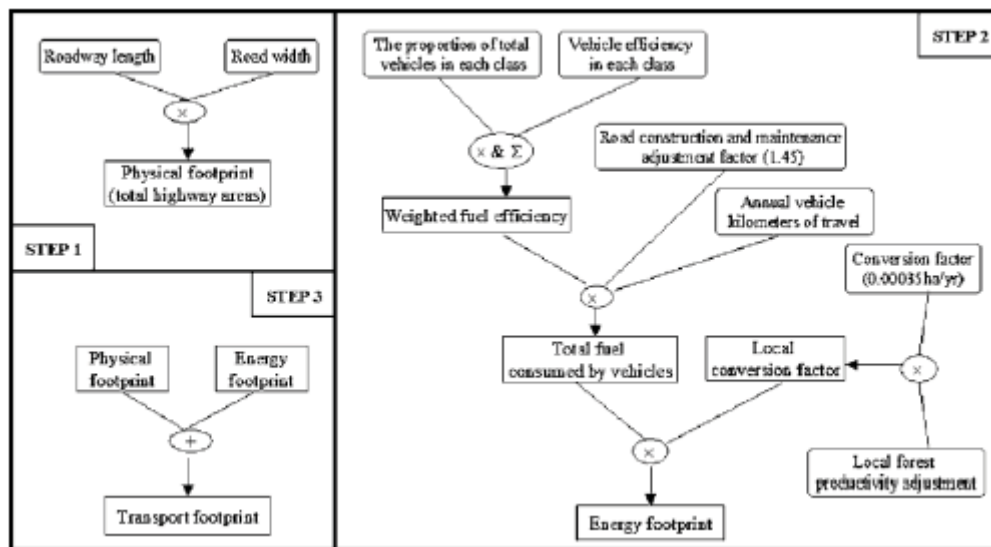 Roadway length
Road width
×
Physical footprint
(total highway areas)
STEP 1
STEP 2
The proportion of total
vehicles in each class
Vehicle efficiency
in each class
× & Σ
Weighted fuel efficiency
Road construction and maintenance
adjustment factor (1.45)
Annual vehicle
kilometers of travel
×
Total fuel
consumed by vehicles
Conversion factor
(0.00035ha/yr)
×
Local
conversion factor
Local forest
productivity adjustment
×
Energy footprint
STEP 3
Physical
footprint
Energy
footprint
+
Transport footprint